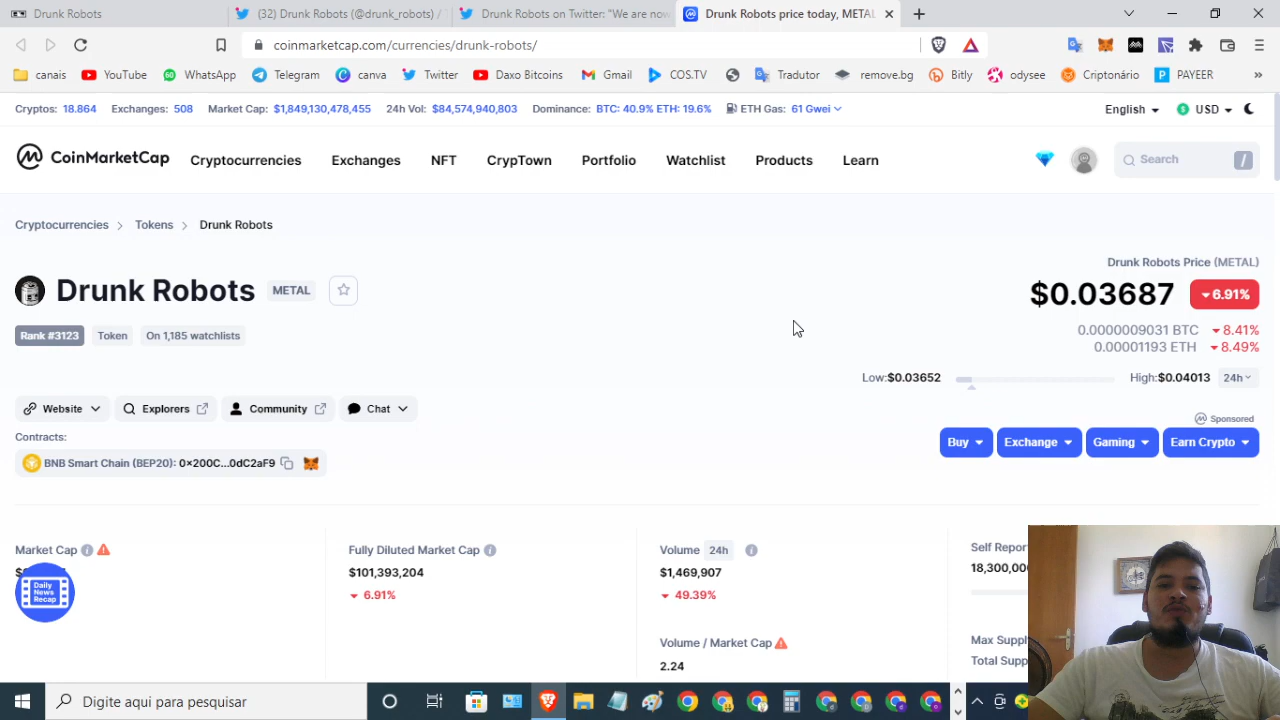 Drunk Robots
(32) Drunk Robots (@drunk_robots) /
Drunk Robots on Twitter: "We are now
Drunk Robots price today, METAL
coinmarketcap.com/currencies/drunk-robots/
canais
YouTube
WhatsApp
Telegram
canva
Twitter
Daxo Bitcoins
Gmail
COS.TV
Tradutor
remove.bg
Bitly
odysee
Criptonário
PAYEER
Cryptos: 18.864 Exchanges: 508 Market Cap: $1,849,130,478,455 24h Vol: $84,574,940,803 Dominance: BTC: 40.9% ETH: 19.6% ETH Gas: 61 Gwei
English
USD
CoinMarketCap
Cryptocurrencies
Exchanges
NFT
CrypTown
Portfolio
Watchlist
Products
Learn
Search
/
Cryptocurrencies > Tokens > Drunk Robots
Drunk Robots METAL
Rank #3123
Token
On 1,185 watchlists
Drunk Robots Price (METAL)
$0.03687 6.91%
0.0000009031 BTC 8.41%
0.00001193 ETH 8.49%
Low:$0.03652 High:$0.04013 24h
Website
Explorers
Community
Chat
Sponsored
Contracts:
Buy
Exchange
Gaming
Earn Crypto
BNB Smart Chain (BEP20): 0x200C...0dC2aF9
Market Cap
Daily
News
Recap
Fully Diluted Market Cap
$101,393,204
6.91%
Volume 24h
$1,469,907
49.39%
Volume / Market Cap
2.24
Self Repor
18,300,00
Max Suppl
Total Supp
Digite aqui para pesquisar